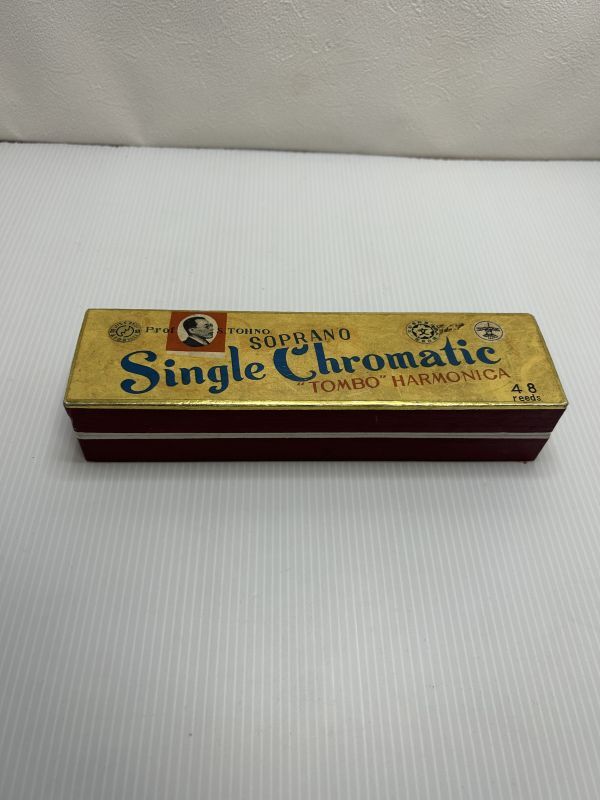 Prof. S. TOHNO
SOPRANO
Single Chromatic
"TOMBO" HARMONICA
48
reeds